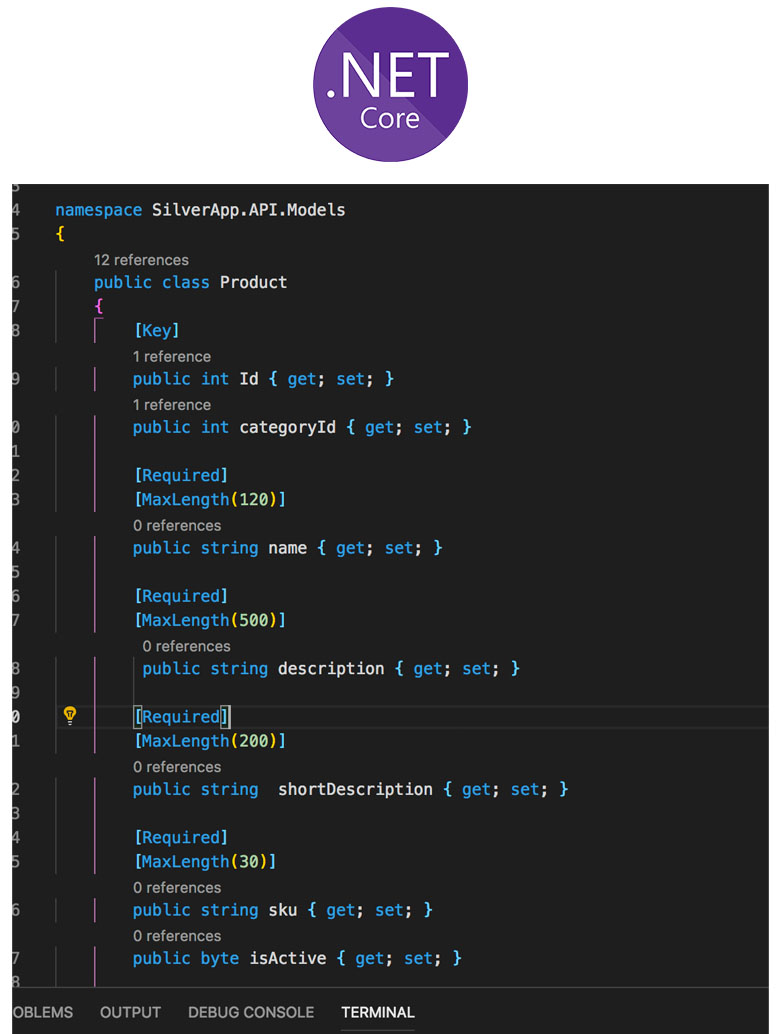 .NET
Core
3
4 namespace SilverApp.API.Models
5 {
12 references
6 public class Product
7 {
8 [Key]
1 reference
9 public int Id { get; set; }
1 reference
0 public int categoryId { get; set; }
1
2 [Required]
3 [MaxLength(120)]
0 references
4 public string name { get; set; }
5
6 [Required]
7 [MaxLength(500)]
0 references
8 public string description { get; set; }
9
0 [Required]
1 [MaxLength(200)]
0 references
2 public string  shortDescription { get; set; }
3
4 [Required]
5 [MaxLength(30)]
0 references
6 public string sku { get; set; }
0 references
7 public byte isActive { get; set; }
8
OBLEMS OUTPUT DEBUG CONSOLE TERMINAL